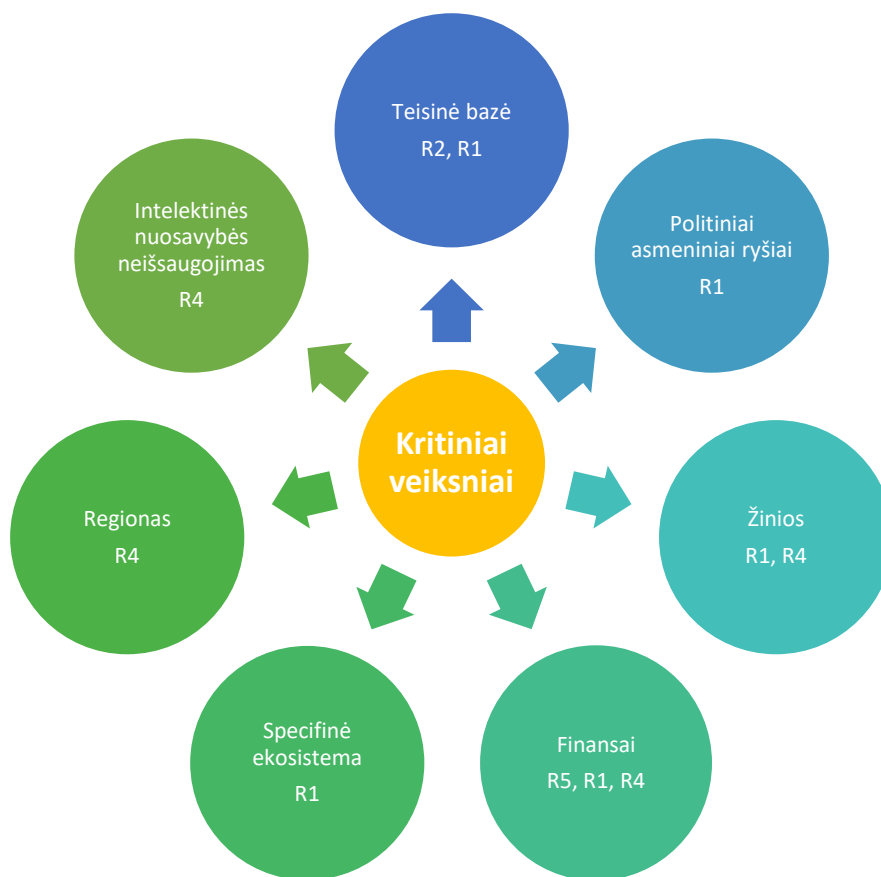 Teisinė bazė
R2, R1
Politiniai
asmeniniai ryšiai
R1
Žinios
R1, R4
Finansai
R5, R1, R4
Specifinė
ekosistema
R1
Regionas
R4
Intelektinės
nuosavybės
neišsaugojimas
R4
Kritiniai
veiksniai